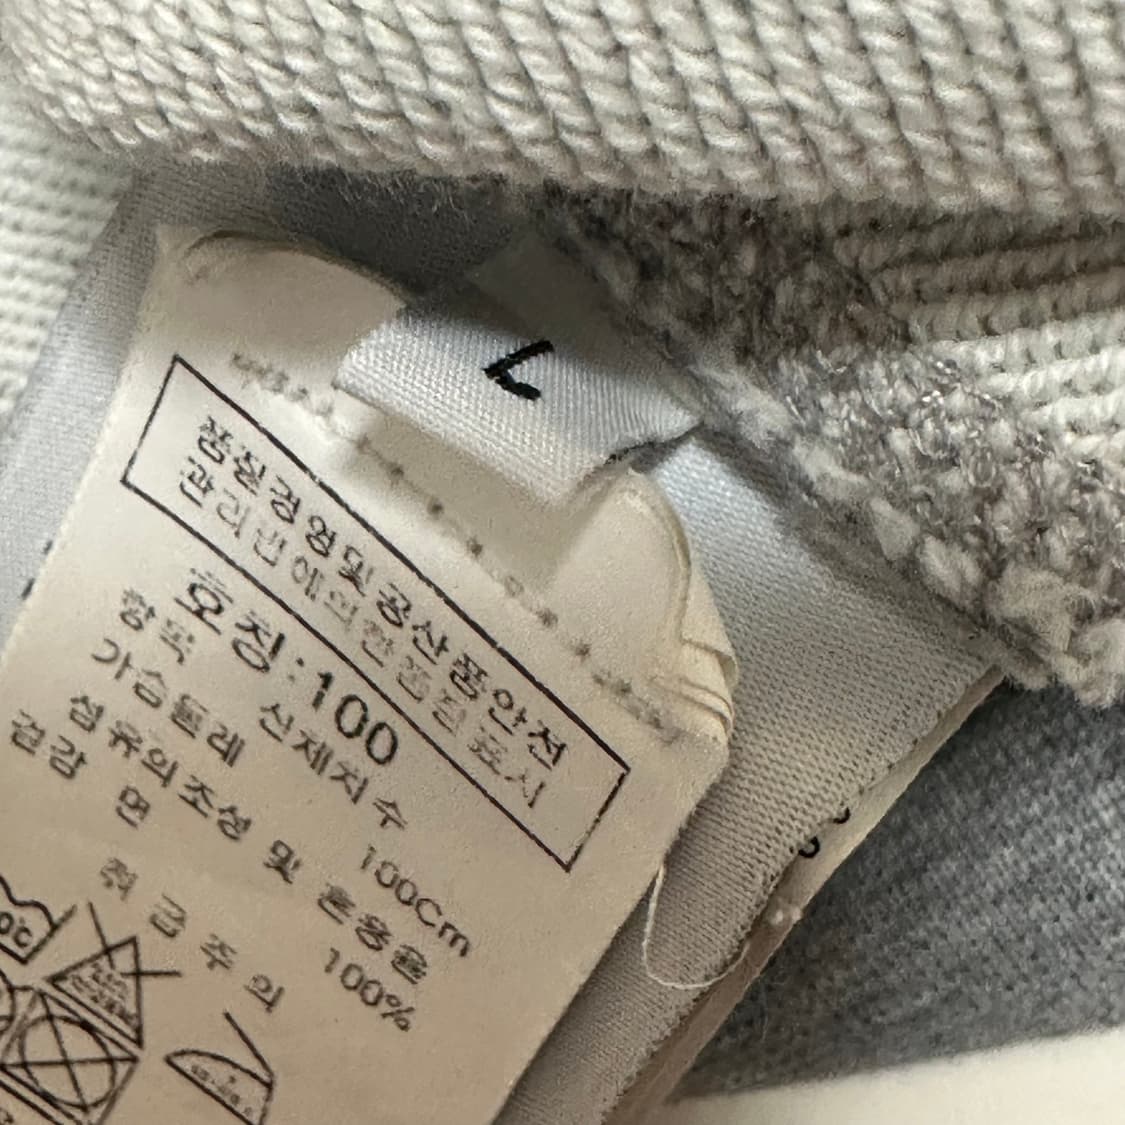 L
품질경영및공산품안전
관리법에의한품질표시
호칭:100
항목 신체치수
가슴둘레 100Cm
섬유의조성 및 혼용율
겉감 면 100%
취급주의
0℃